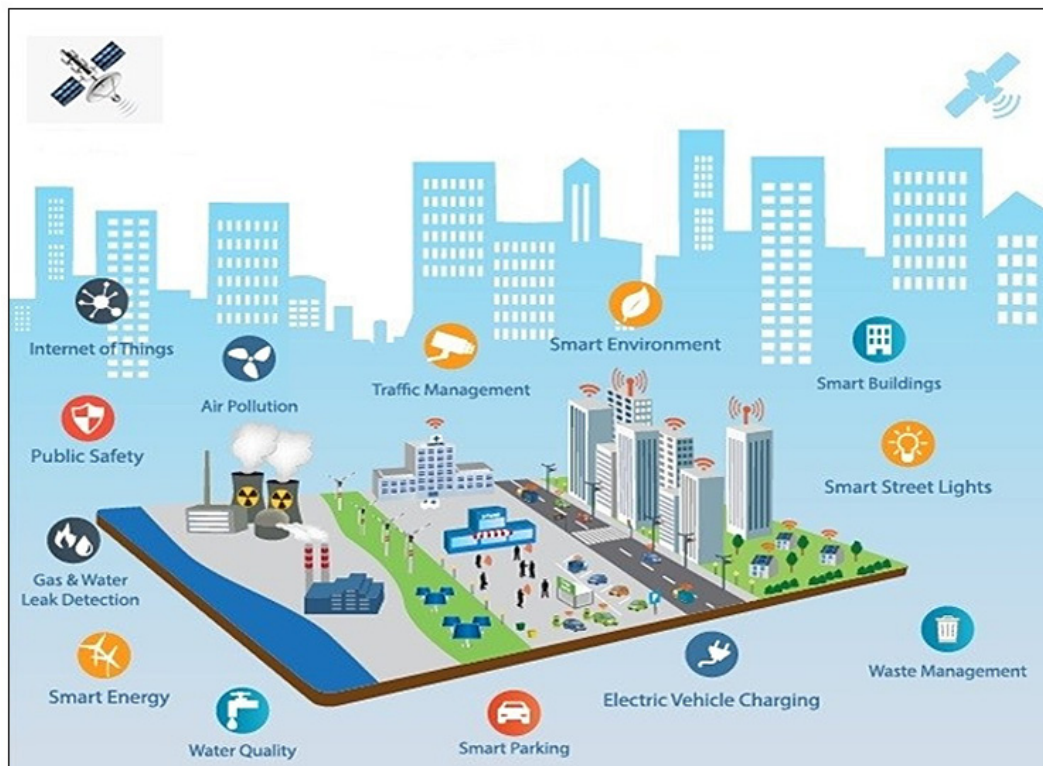 Internet of Things
Air Pollution
Traffic Management
Smart Environment
Smart Buildings
Public Safety
Smart Street Lights
Gas & Water
Leak Detection
Smart Energy
Water Quality
Smart Parking
Electric Vehicle Charging
Waste Management